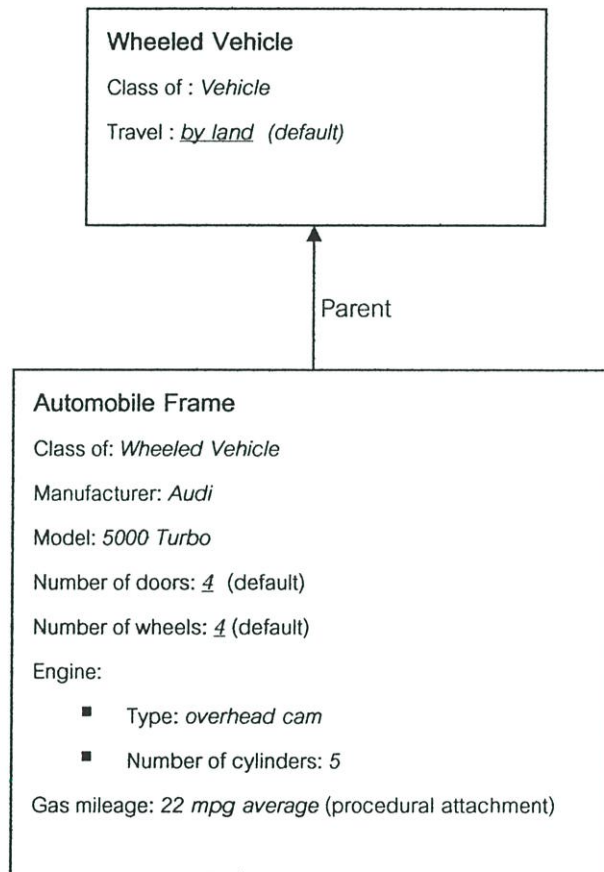 Wheeled Vehicle
Class of : Vehicle
Travel : by land (default)
Parent
Automobile Frame
Class of: Wheeled Vehicle
Manufacturer: Audi
Model: 5000 Turbo
Number of doors: 4 (default)
Number of wheels: 4 (default)
Engine:
▪ Type: overhead cam
▪ Number of cylinders: 5
Gas mileage: 22 mpg average (procedural attachment)